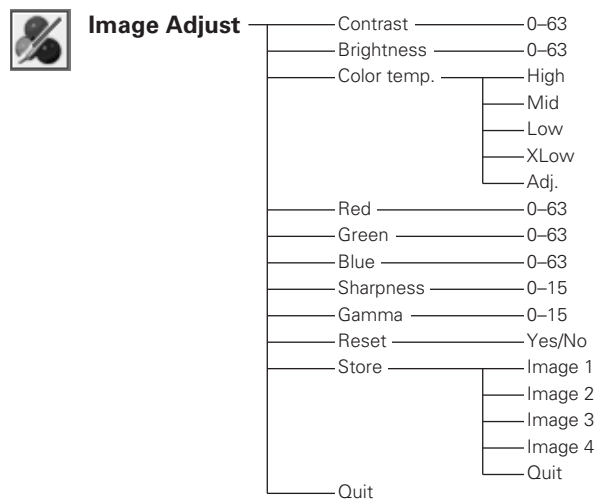 Image Adjust Contrast 0–63
Brightness 0–63
Color temp. High
Mid
Low
XLow
Adj.
Red 0–63
Green 0–63
Blue 0–63
Sharpness 0–15
Gamma 0–15
Reset Yes/No
Store Image 1
Image 2
Image 3
Image 4
Quit
Quit